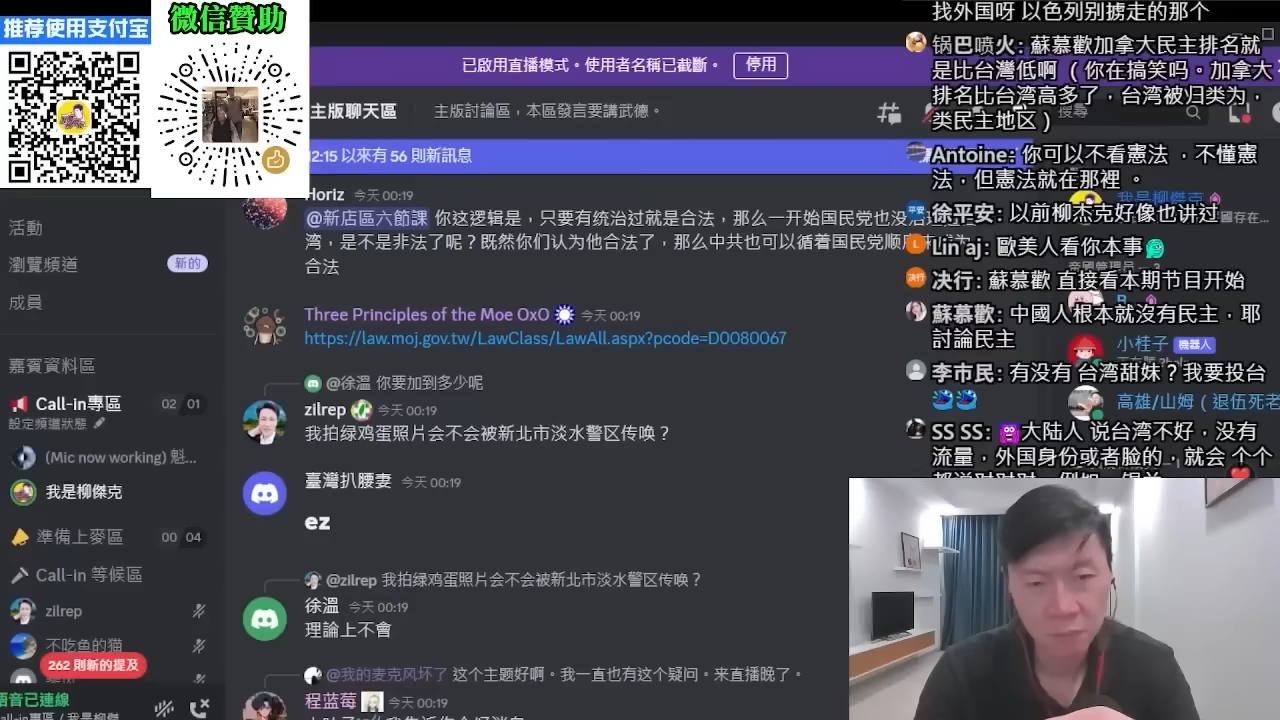 推荐使用支付宝
微信贊助
已啟用直播模式。使用者名稱已截斷。
停用
主版聊天區
主版討論區，本區發言要講武德。
搜尋
12:15 以來有 56 則新訊息
Horiz 今天 00:19
@新店區六節課 你这逻辑是，只要有统治过就是合法，那么一开始国民党也没
湾，是不是非法了呢？既然你们认为他合法了，那么中共也可以循着国民党顺
合法
Three Principles of the Moe OxO 今天 00:19
https://law.moj.gov.tw/LawClass/LawAll.aspx?pcode=D0080067
@徐溫 你要加到多少呢
zilrep 今天 00:19
我拍绿鸡蛋照片会不会被新北市淡水警区传唤？
臺灣扒腰妻 今天 00:19
ez
@zilrep 我拍绿鸡蛋照片会不会被新北市淡水警区传唤？
徐溫 今天 00:19
理論上不會
@我的麦克风坏了 这个主题好啊。我一直也有这个疑问。来直播晚了。
程蓝莓 今天 00:19
活動
瀏覽頻道 新的
成員
嘉賓資料區
Call-in專區 02 01
設定頻道狀態
(Mic now working) 魁...
我是柳傑克
準備上麥區 00 04
Call-in 等候區
zilrep
不吃鱼的猫
262 則新的提及
語音已連線
找外国呀 以色列别掳走的那个
锅巴喷火: 蘇慕歡加拿大民主排名就
是比台灣低啊 （你在搞笑吗。加拿大
排名比台湾高多了，台湾被归类为，
类民主地区）
Antoine: 你可以不看憲法 ，不懂憲
法，但憲法就在那裡 。
我是柳傑克
徐平安: 以前柳杰克好像也讲过
國存在...
Lin aj: 歐美人看你本事
决行: 蘇慕歡 直接看本期节目开始
蘇慕歡: 中國人根本就沒有民主，耶
討論民主
小桂子 機器人
李市民: 有没有 台湾甜妹？我要投台
高雄/山姆（退伍死老
SS SS: 大陆人 说台湾不好，没有
流量，外国身份或者脸的，就会 个个